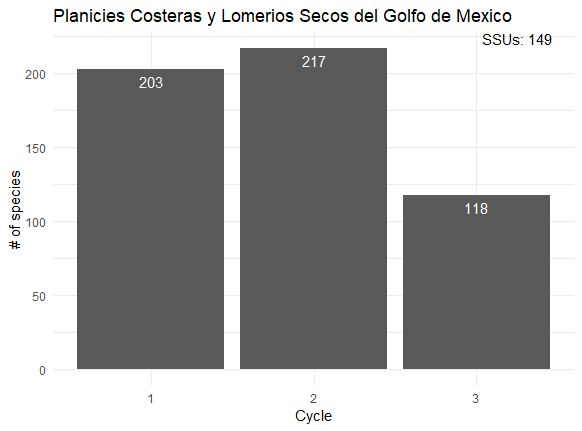 Planicies Costeras y Lomerios Secos del Golfo de Mexico
SSUs: 149
200
150
100
50
0
# of species
203
217
118
1
2
3
Cycle